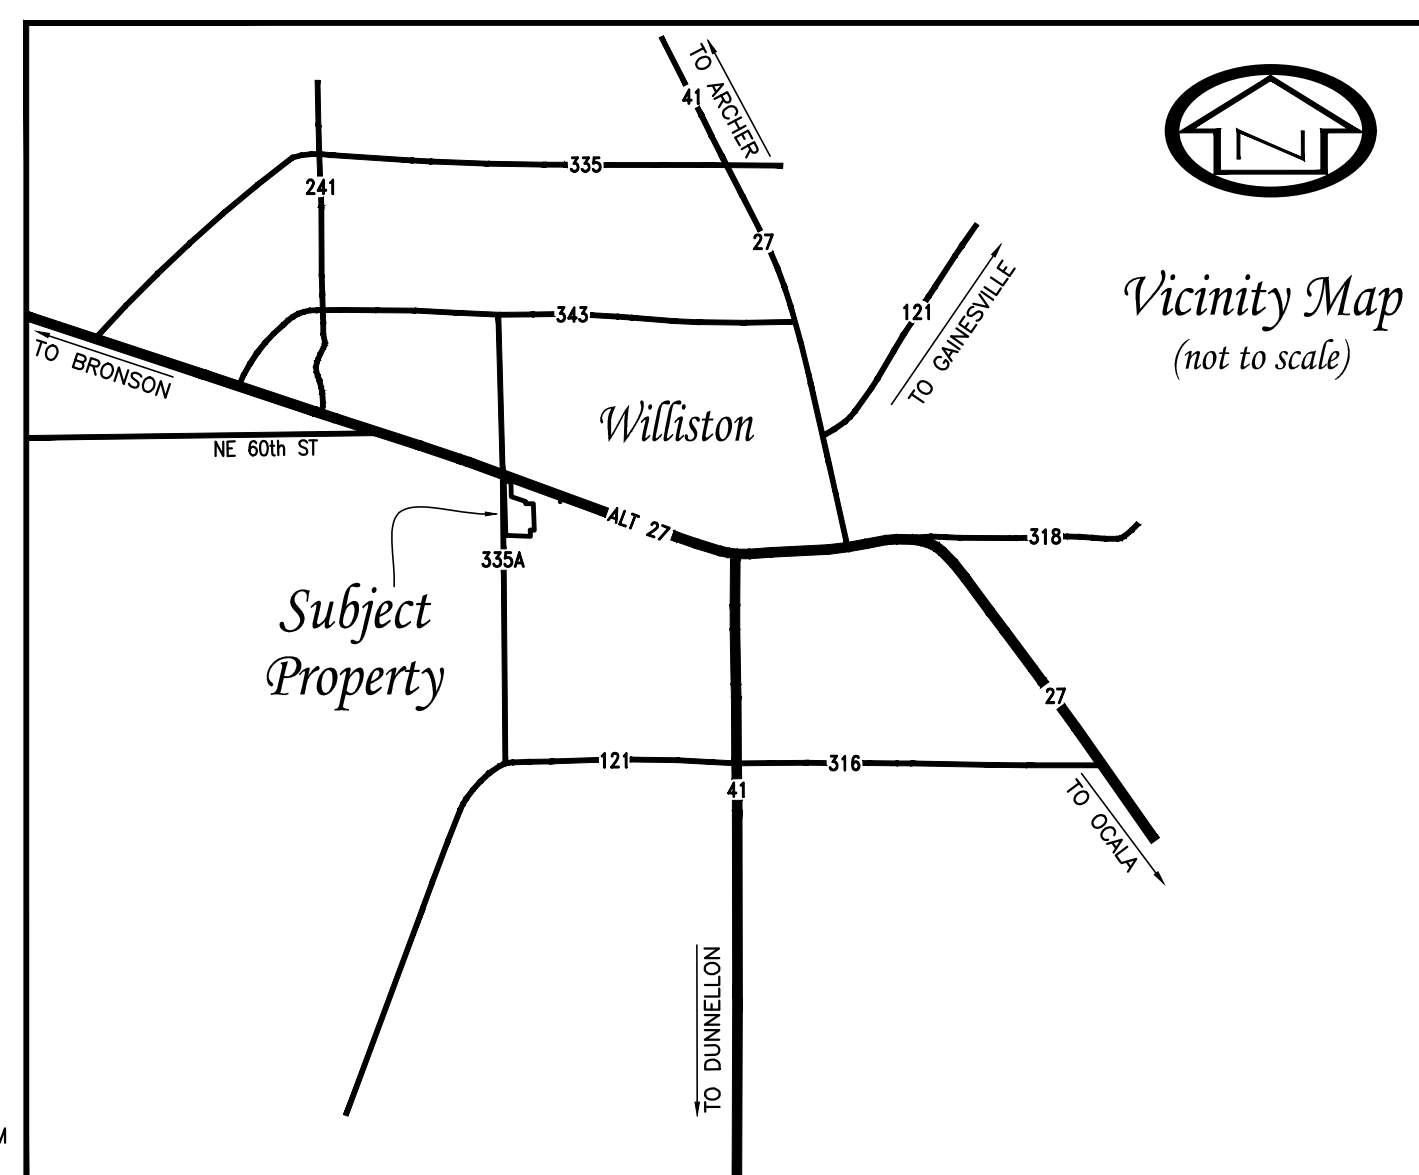 TO ARCHER
41
335
241
N
27
121
TO GAINESVILLE
Vicinity Map
(not to scale)
343
TO BRONSON
Williston
NE 60th ST
ALT 27
318
335A
Subject
Property
27
121
316
41
TO OCALA
TO DUNNELLON
M